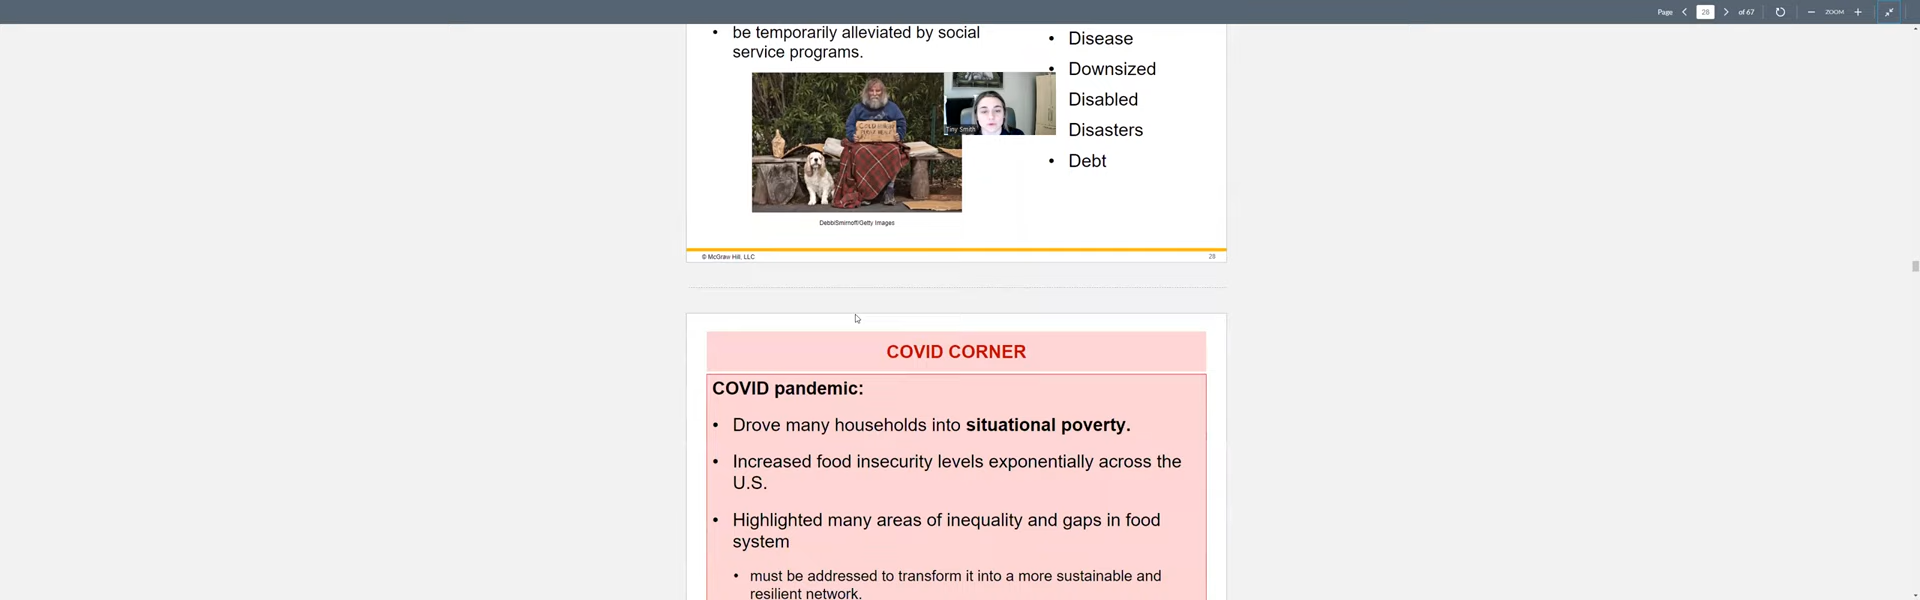 Page 28 of 67 ZOOM
• be temporarily alleviated by social
service programs.
• Disease
• Downsized
Disabled
Disasters
• Debt
Tiny Smith
DebbiSmirnoff/Getty Images
© McGraw Hill, LLC
28
COVID CORNER
COVID pandemic:
• Drove many households into situational poverty.
• Increased food insecurity levels exponentially across the
U.S.
• Highlighted many areas of inequality and gaps in food
system
• must be addressed to transform it into a more sustainable and
resilient network.